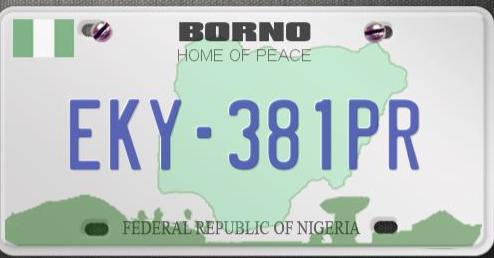 BORNO
HOME OF PEACE
EKY-381PR
FEDERAL REPUBLIC OF NIGERIA